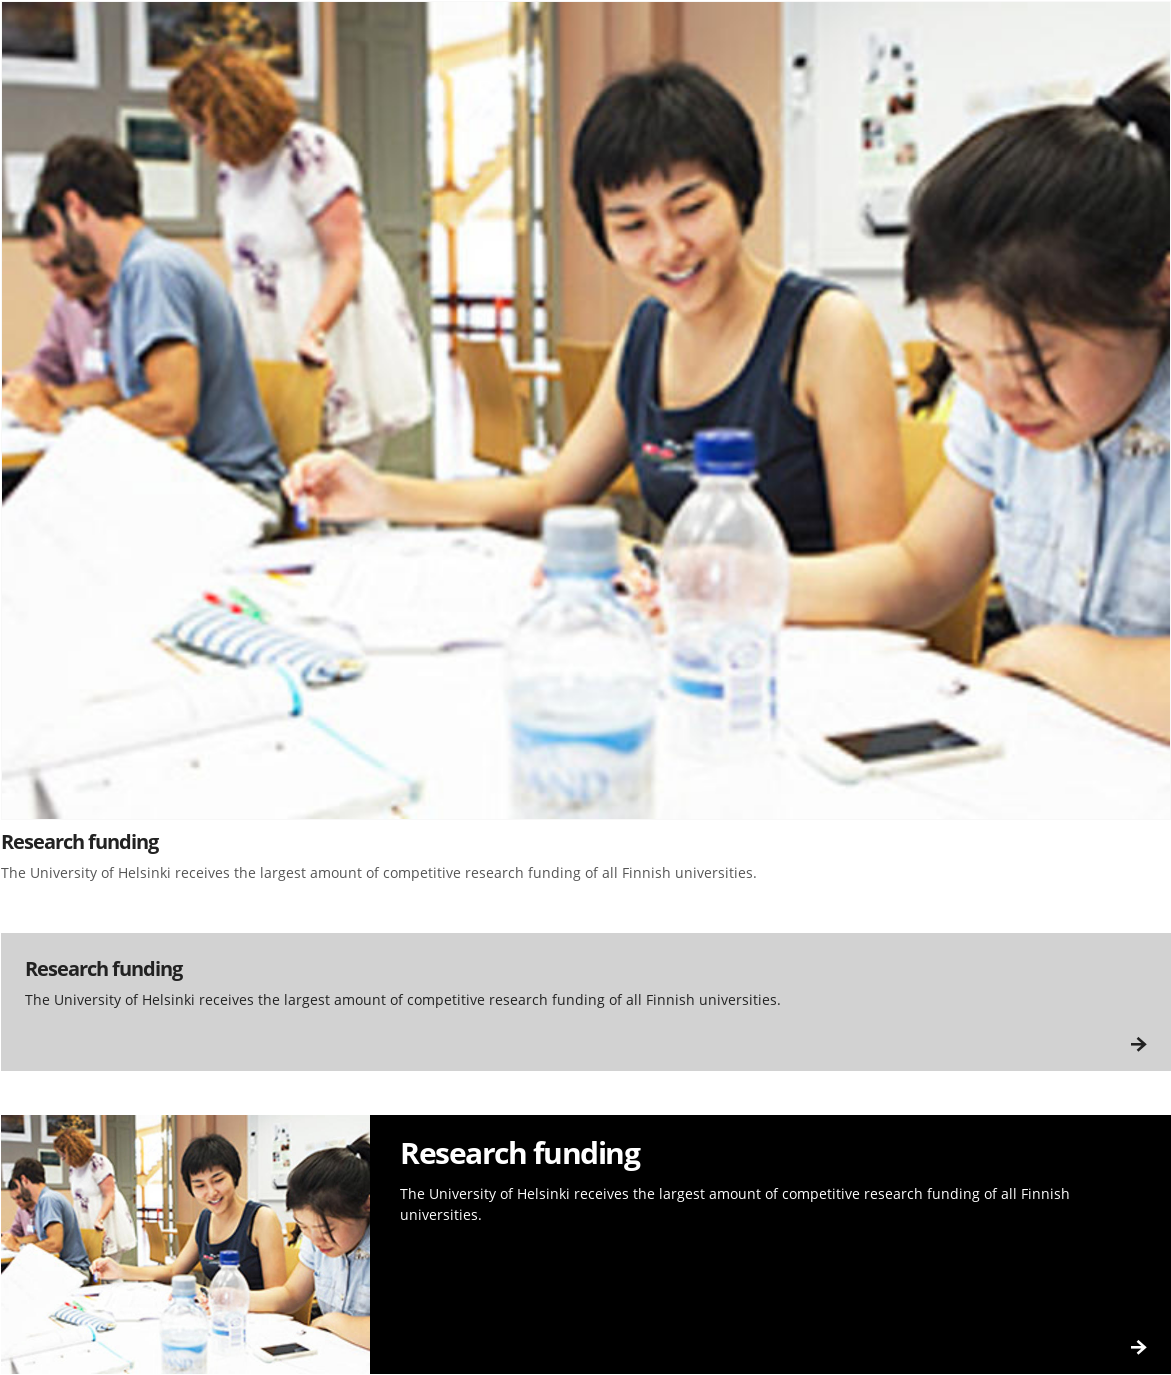 Research funding
The University of Helsinki receives the largest amount of competitive research funding of all Finnish universities.
Research funding
The University of Helsinki receives the largest amount of competitive research funding of all Finnish universities.
Research funding
The University of Helsinki receives the largest amount of competitive research funding of all Finnish
universities.